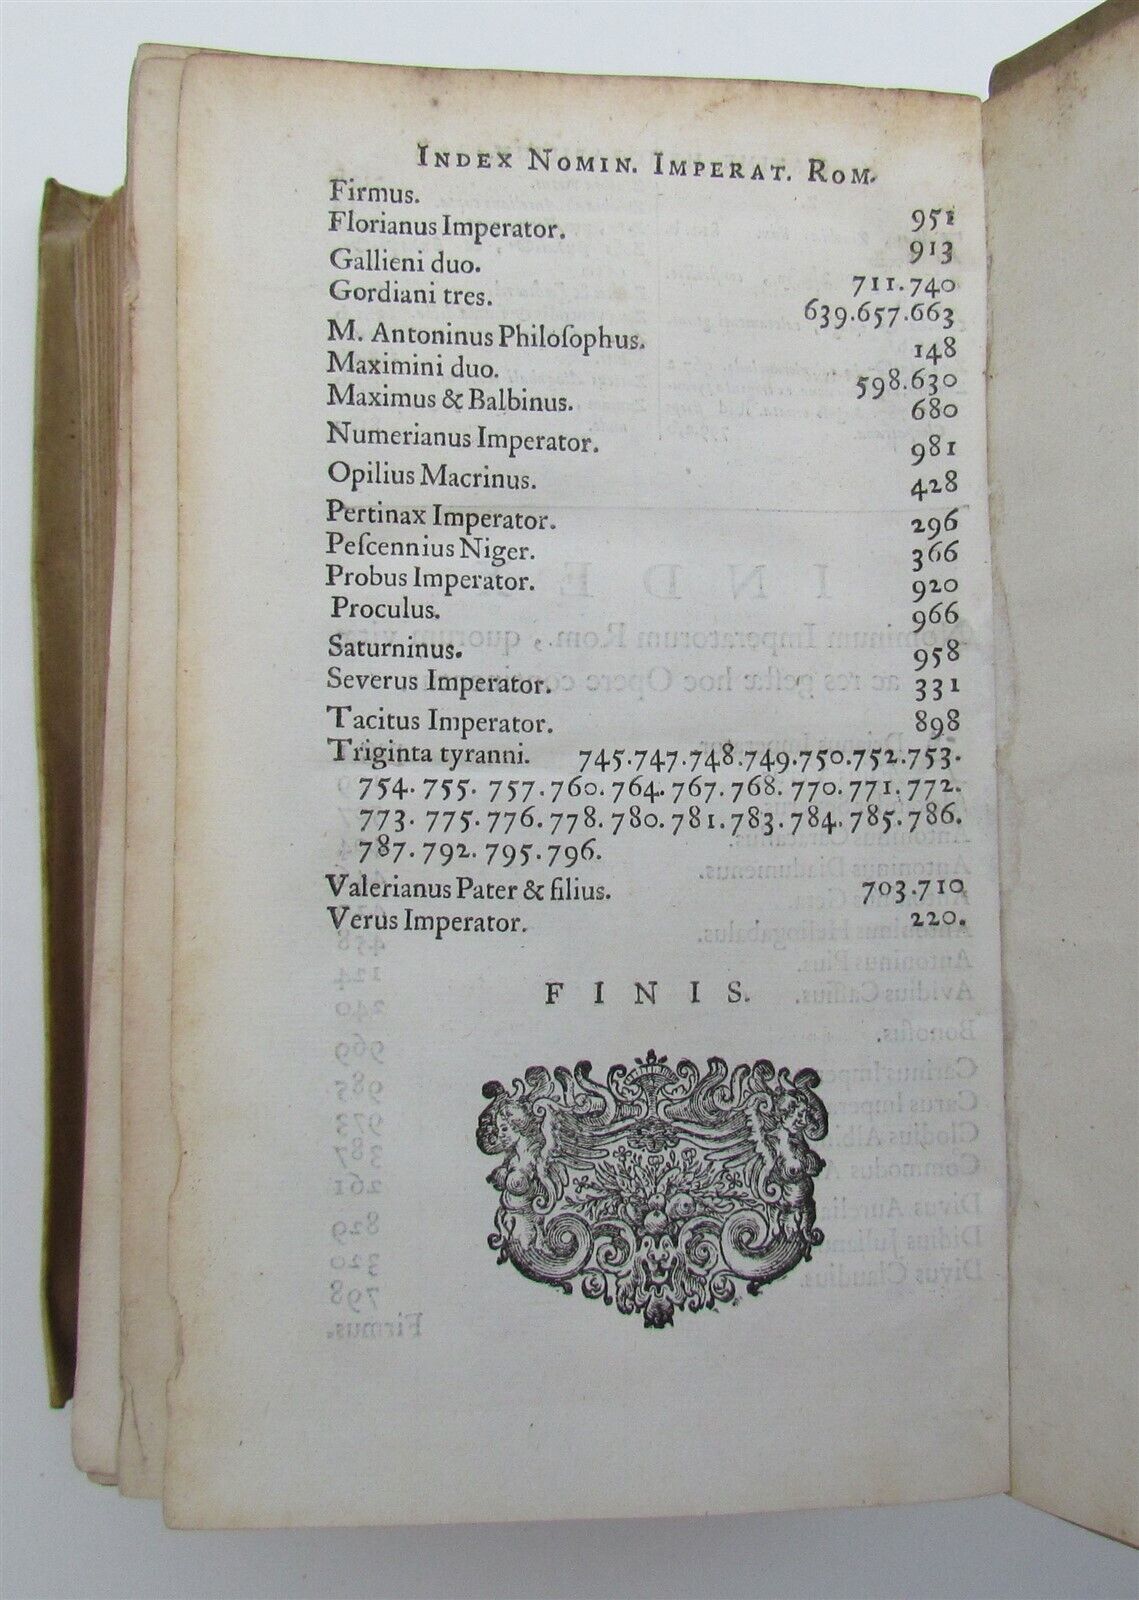 INDEX NOMIN. IMPERAT. ROM.
Firmus. 951
Florianus Imperator. 913
Gallieni duo. 711.740
Gordiani tres. 639.657.663
M. Antoninus Philoſophus. 148
Maximini duo. 598.630
Maximus & Balbinus. 680
Numerianus Imperator. 981
Opilius Macrinus. 428
Pertinax Imperator. 296
Peſcennius Niger. 366
Probus Imperator. 920
Proculus. 966
Saturninus. 958
Severus Imperator. 331
Tacitus Imperator. 898
Triginta tyranni. 745.747.748.749.750.752.753.
754. 755. 757.760. 764. 767. 768. 770.771. 772.
773. 775.776. 778. 780. 781. 783. 784. 785. 786.
787. 792. 795. 796.
Valerianus Pater & filius. 703.710
Verus Imperator. 220.
FINIS.